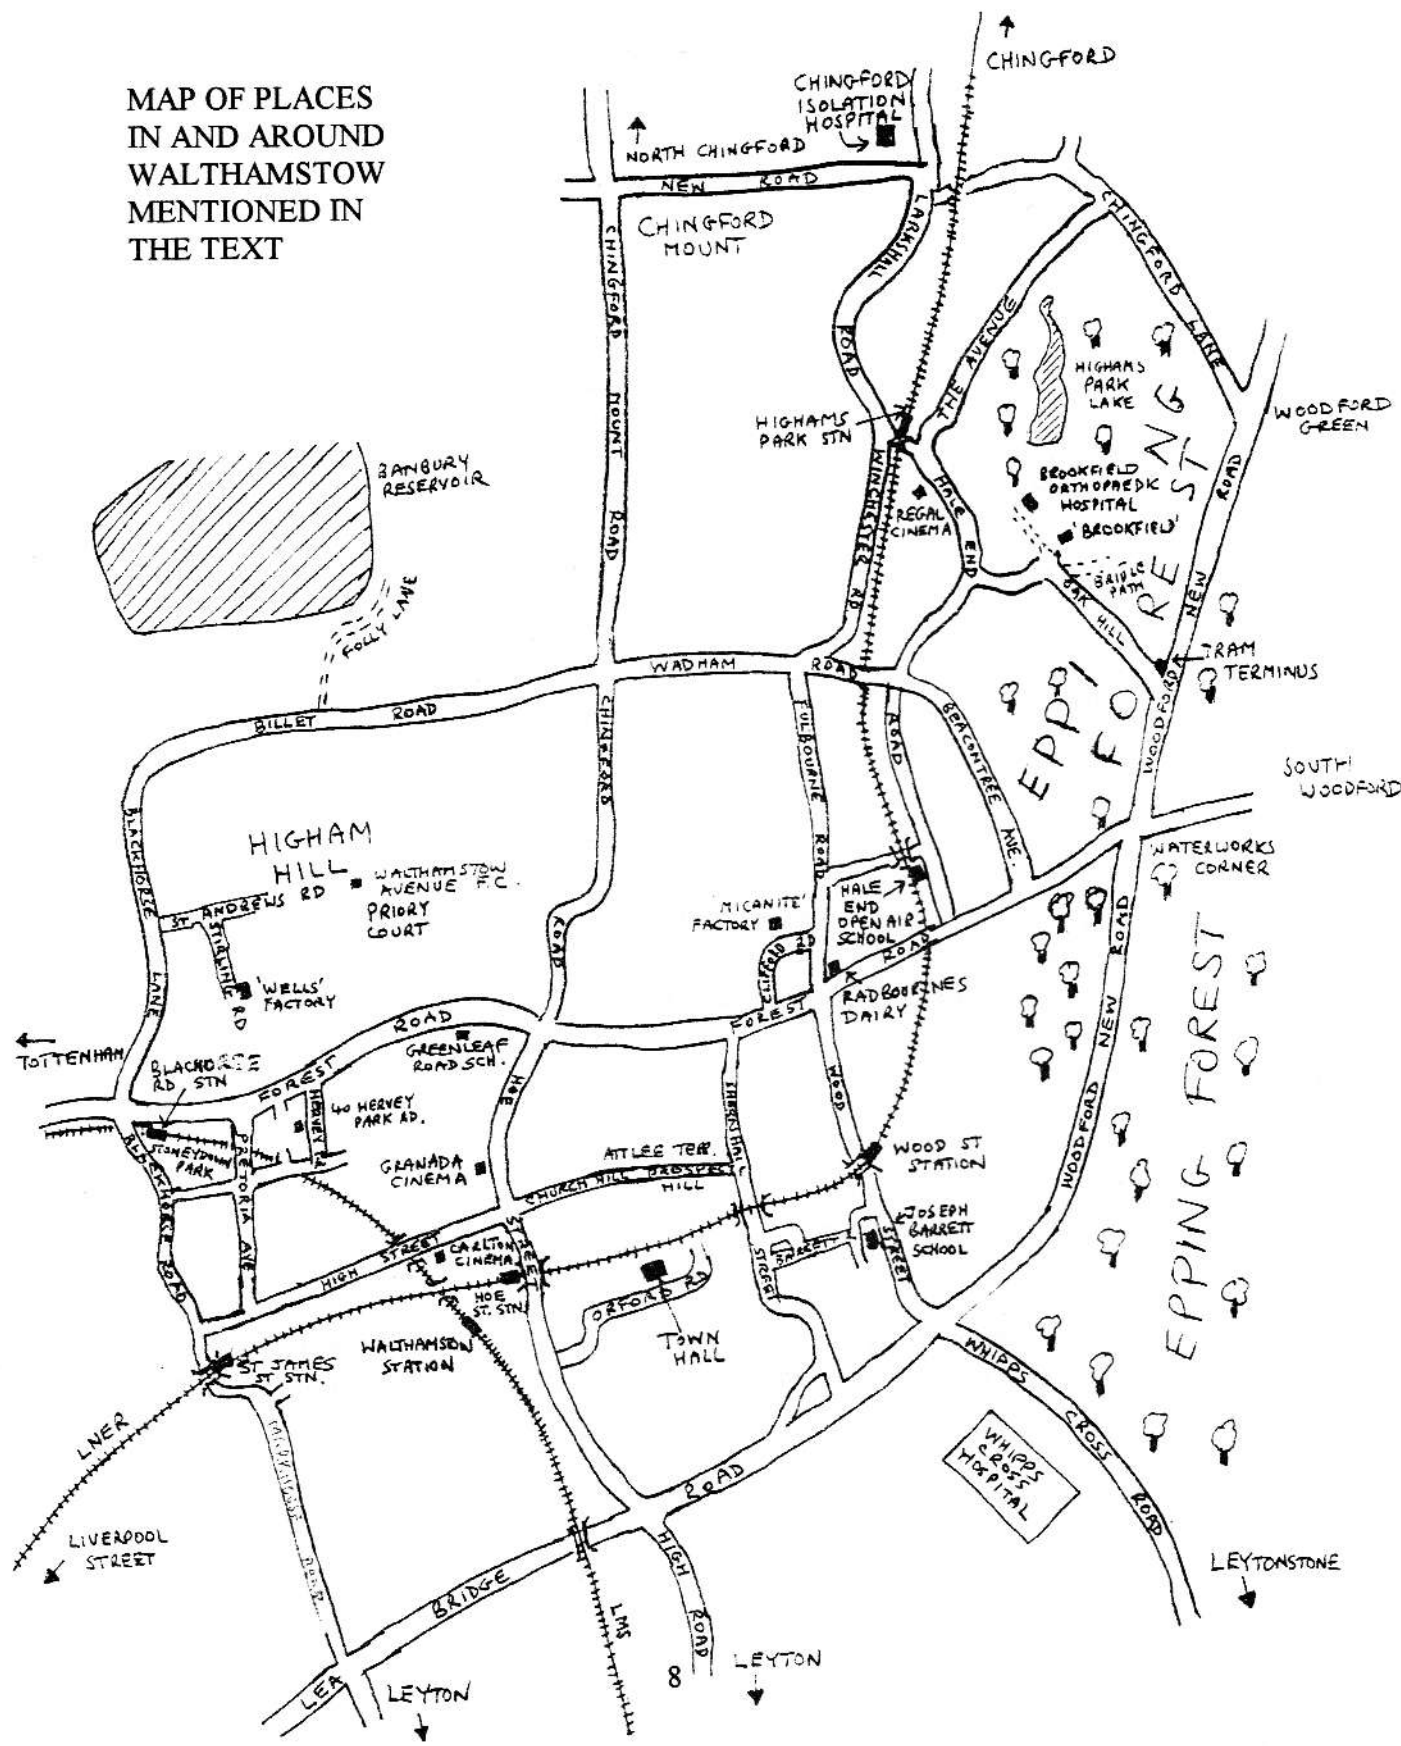 MAP OF PLACES
IN AND AROUND
WALTHAMSTOW
MENTIONED IN
THE TEXT
CHINGFORD
CHINGFORD
ISOLATION
HOSPITAL
NORTH CHINGFORD
NEW ROAD
CHINGFORD
MOUNT
LARKSHALL
ROAD
CHINGFORD LANE
CHINGFORD MOUNT ROAD
THE AVENUE
HIGHAMS
PARK
LAKE
WOODFORD
GREEN
HIGHAMS
PARK STN
BANBURY
RESERVOIR
WINCHESTER RD
HALE END
REGAL
CINEMA
BROOKFIELD
ORTHOPAEDIC
HOSPITAL
'BROOKFIELD'
BRIDLE
PATH
OAK HILL
FOLLY LANE
WOODFORD NEW ROAD
TRAM
TERMINUS
EPPING
FOREST
WADHAM ROAD
BILLET ROAD
CHINGFORD
ROAD
FULBOURNE ROAD
ROAD
BEACONTREE AVE.
SOUTH
WOODFORD
WATERWORKS
CORNER
HIGHAM
HILL
WALTHAMSTOW
AVENUE F.C.
PRIORY
COURT
BLACKHORSE
LANE
ST. ANDREWS RD
STIRLING RD
'WELLS'
FACTORY
'MICANITE'
FACTORY
CLIFFORD RD
HALE
END
OPEN AIR
SCHOOL
ROAD
RADBOURNES
DAIRY
EPPING FOREST
TOTTENHAM
BLACHORSE
RD STN
FOREST
ROAD
GREENLEAF
ROAD SCH.
FOREST
HOE
WOODFORD NEW ROAD
STONEYDOWN
PARK
PRETORIA AVE
40 HERVEY
PARK RD.
GRANADA
CINEMA
ATTLEE TERR.
CHURCH HILL
PROSPECT
HILL
SHERNHALL
STREET
WOOD
STREET
WOOD ST
STATION
JOSEPH
BARRETT
SCHOOL
BARRETT
BLACKHORSE ROAD
HIGH STREET
CARLTON
CINEMA
STREET
HOE
ST. STN.
ORFORD RD
TOWN
HALL
WALTHAMSON
STATION
ST JAMES
ST STN.
LNER
MARKHOUSE ROAD
WHIPPS CROSS ROAD
WHIPPS
CROSS
HOSPITAL
LIVERPOOL
STREET
LEA BRIDGE ROAD
LMS
HIGH ROAD
LEYTONSTONE
LEYTON
LEYTON
8